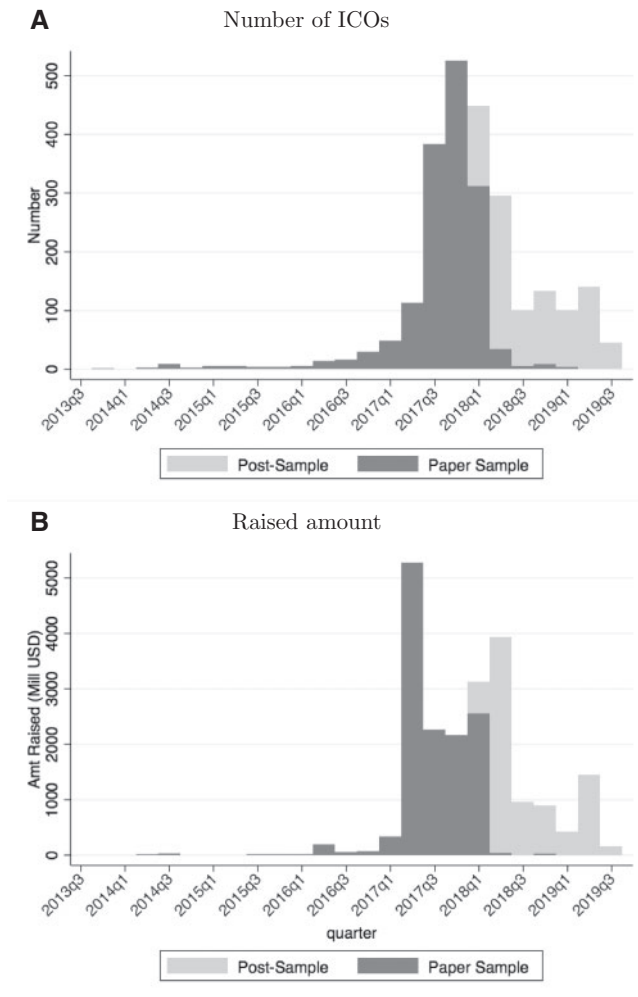 A Number of ICOs
500
400
300
200
100
0
Number
2013q3 2014q1 2014q3 2015q1 2015q3 2016q1 2016q3 2017q1 2017q3 2018q1 2018q3 2019q1 2019q3
Post-Sample Paper Sample
B Raised amount
5000
4000
3000
2000
1000
0
Amt Raised (Mill USD)
2013q3 2014q1 2014q3 2015q1 2015q3 2016q1 2016q3 2017q1 2017q3 2018q1 2018q3 2019q1 2019q3
quarter
Post-Sample Paper Sample